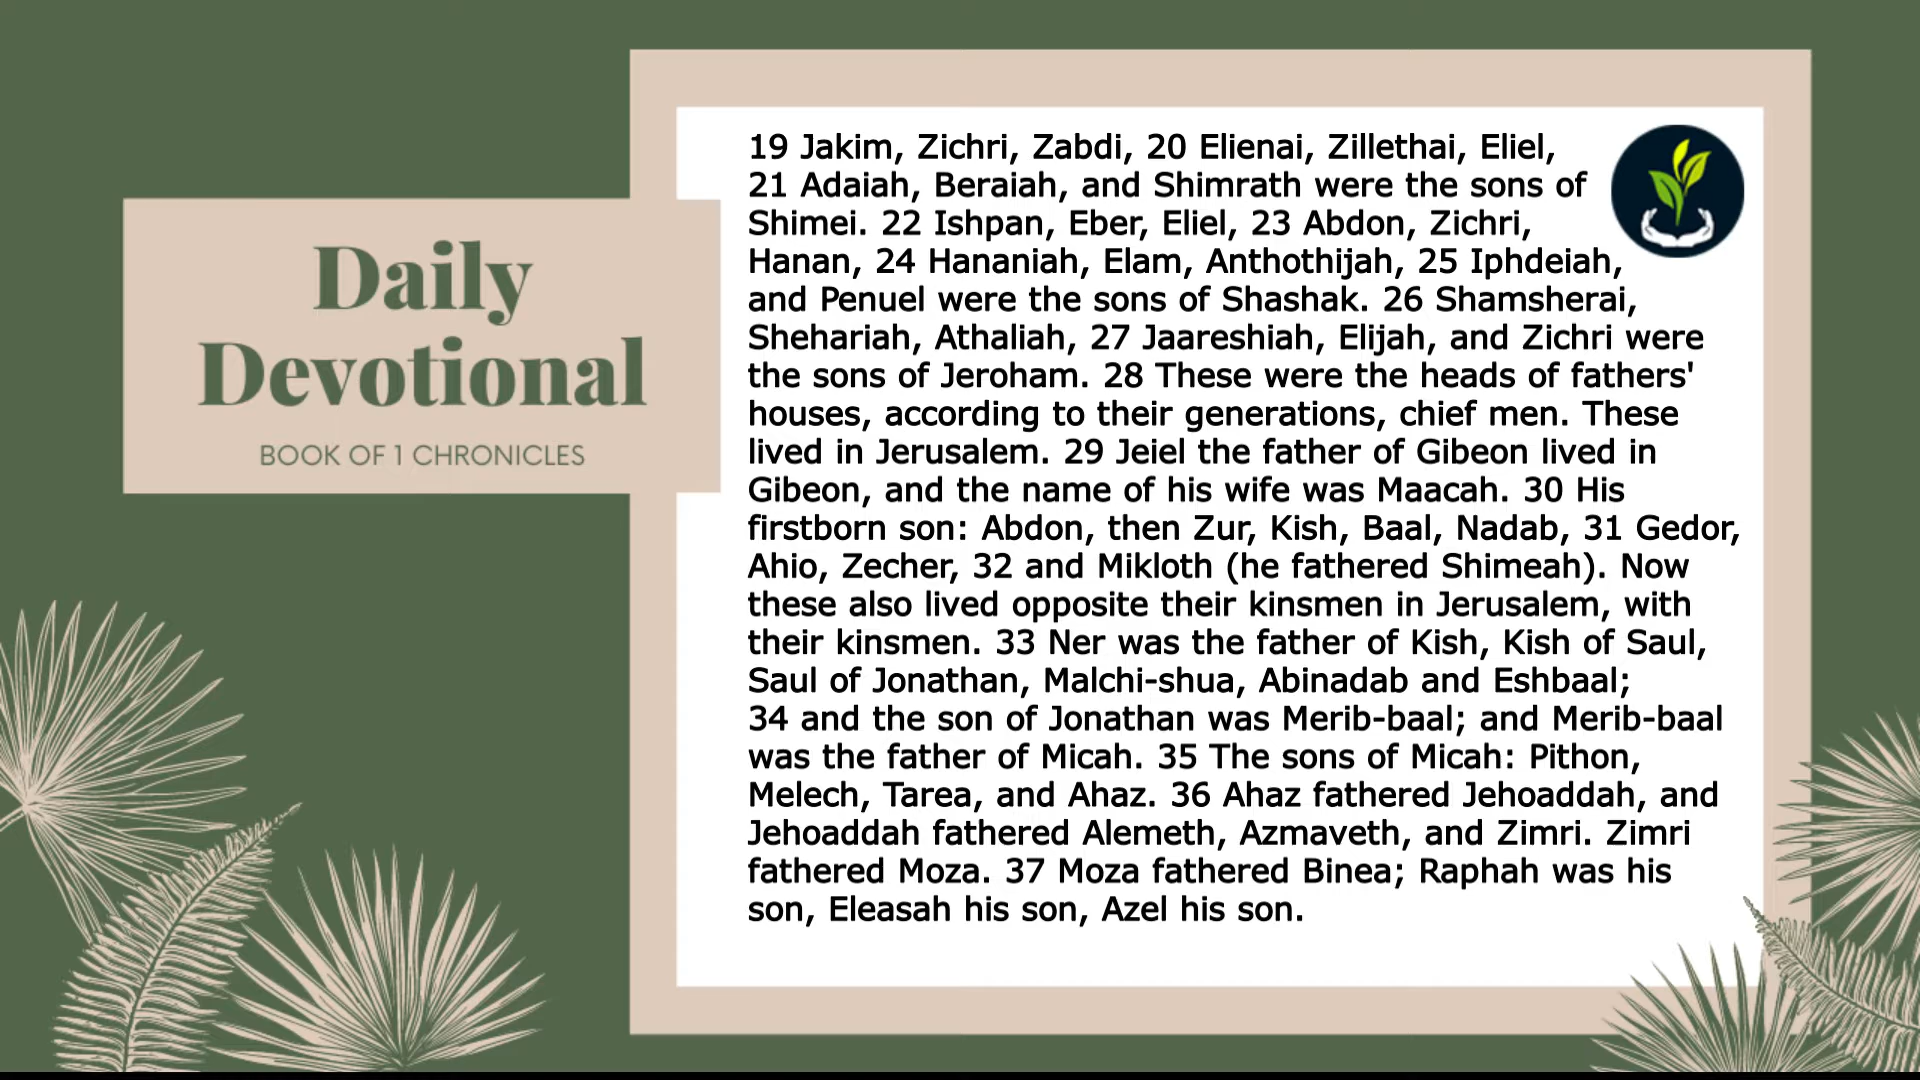 Daily
Devotional
BOOK OF 1 CHRONICLES
19 Jakim, Zichri, Zabdi, 20 Elienai, Zillethai, Eliel,
21 Adaiah, Beraiah, and Shimrath were the sons of
Shimei. 22 Ishpan, Eber, Eliel, 23 Abdon, Zichri,
Hanan, 24 Hananiah, Elam, Anthothijah, 25 Iphdeiah,
and Penuel were the sons of Shashak. 26 Shamsherai,
Shehariah, Athaliah, 27 Jaareshiah, Elijah, and Zichri were
the sons of Jeroham. 28 These were the heads of fathers'
houses, according to their generations, chief men. These
lived in Jerusalem. 29 Jeiel the father of Gibeon lived in
Gibeon, and the name of his wife was Maacah. 30 His
firstborn son: Abdon, then Zur, Kish, Baal, Nadab, 31 Gedor,
Ahio, Zecher, 32 and Mikloth (he fathered Shimeah). Now
these also lived opposite their kinsmen in Jerusalem, with
their kinsmen. 33 Ner was the father of Kish, Kish of Saul,
Saul of Jonathan, Malchi-shua, Abinadab and Eshbaal;
34 and the son of Jonathan was Merib-baal; and Merib-baal
was the father of Micah. 35 The sons of Micah: Pithon,
Melech, Tarea, and Ahaz. 36 Ahaz fathered Jehoaddah, and
Jehoaddah fathered Alemeth, Azmaveth, and Zimri. Zimri
fathered Moza. 37 Moza fathered Binea; Raphah was his
son, Eleasah his son, Azel his son.